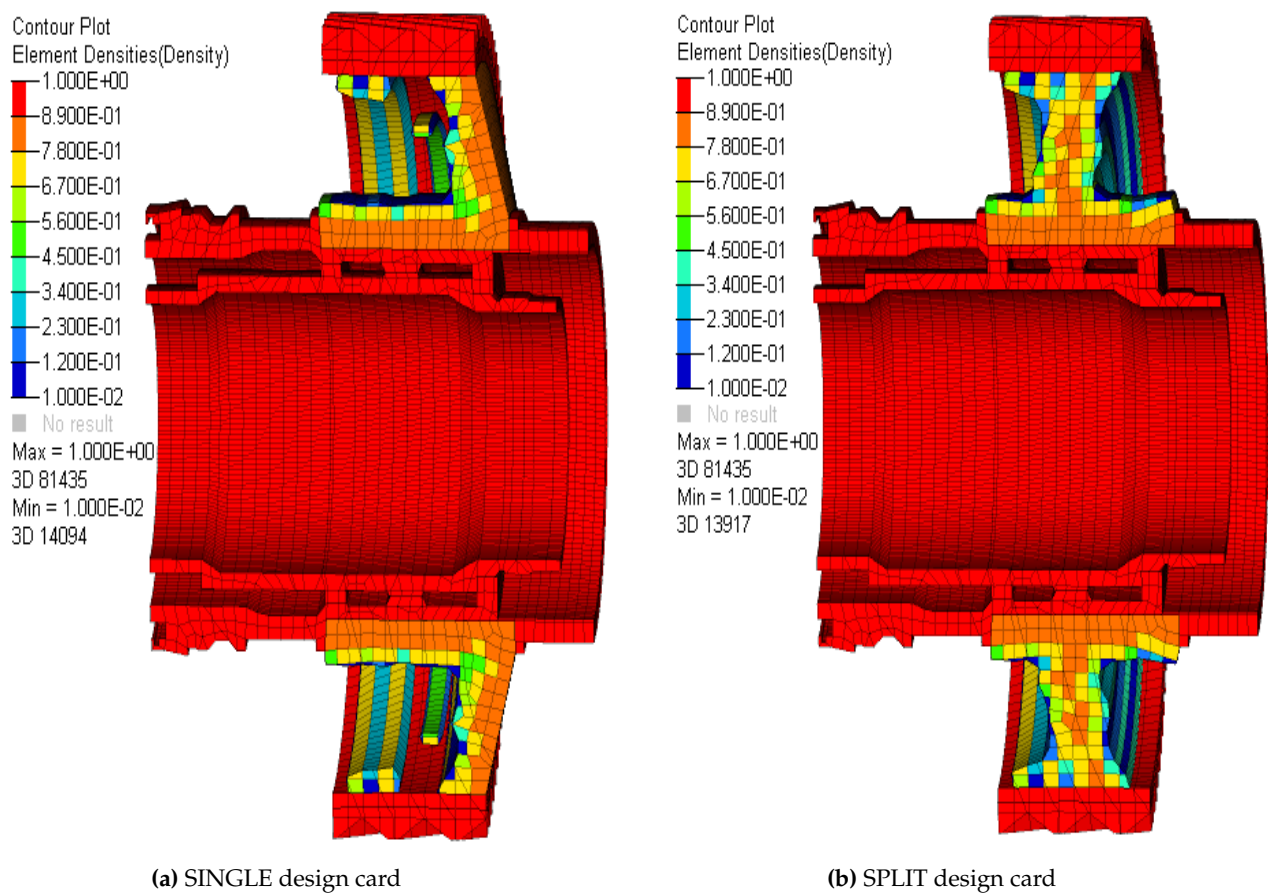 Contour Plot
Element Densities(Density)
1.000E+00
8.900E-01
7.800E-01
6.700E-01
5.600E-01
4.500E-01
3.400E-01
2.300E-01
1.200E-01
1.000E-02
No result
Max = 1.000E+00
3D 81435
Min = 1.000E-02
3D 14094
(a) SINGLE design card
Contour Plot
Element Densities(Density)
1.000E+00
8.900E-01
7.800E-01
6.700E-01
5.600E-01
4.500E-01
3.400E-01
2.300E-01
1.200E-01
1.000E-02
No result
Max = 1.000E+00
3D 81435
Min = 1.000E-02
3D 13917
(b) SPLIT design card